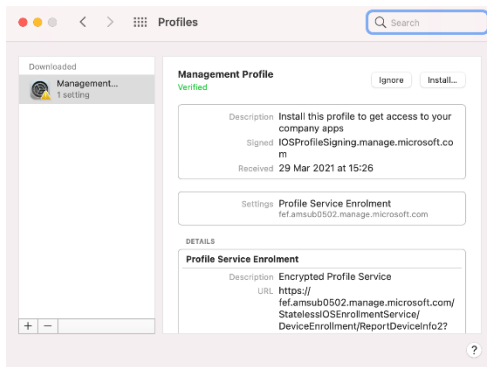 Profiles
Search
Downloaded
Management...
1 setting
Management Profile
Verified
Ignore
Install...
Description Install this profile to get access to your
company apps
Signed IOSProfileSigning.manage.microsoft.co
m
Received 29 Mar 2021 at 15:26
Settings Profile Service Enrolment
fef.amsub0502.manage.microsoft.com
DETAILS
Profile Service Enrolment
Description Encrypted Profile Service
URL https://
fef.amsub0502.manage.microsoft.com/
StatelessIOSEnrollmentService/
DeviceEnrollment/ReportDeviceInfo2?
+ −
?